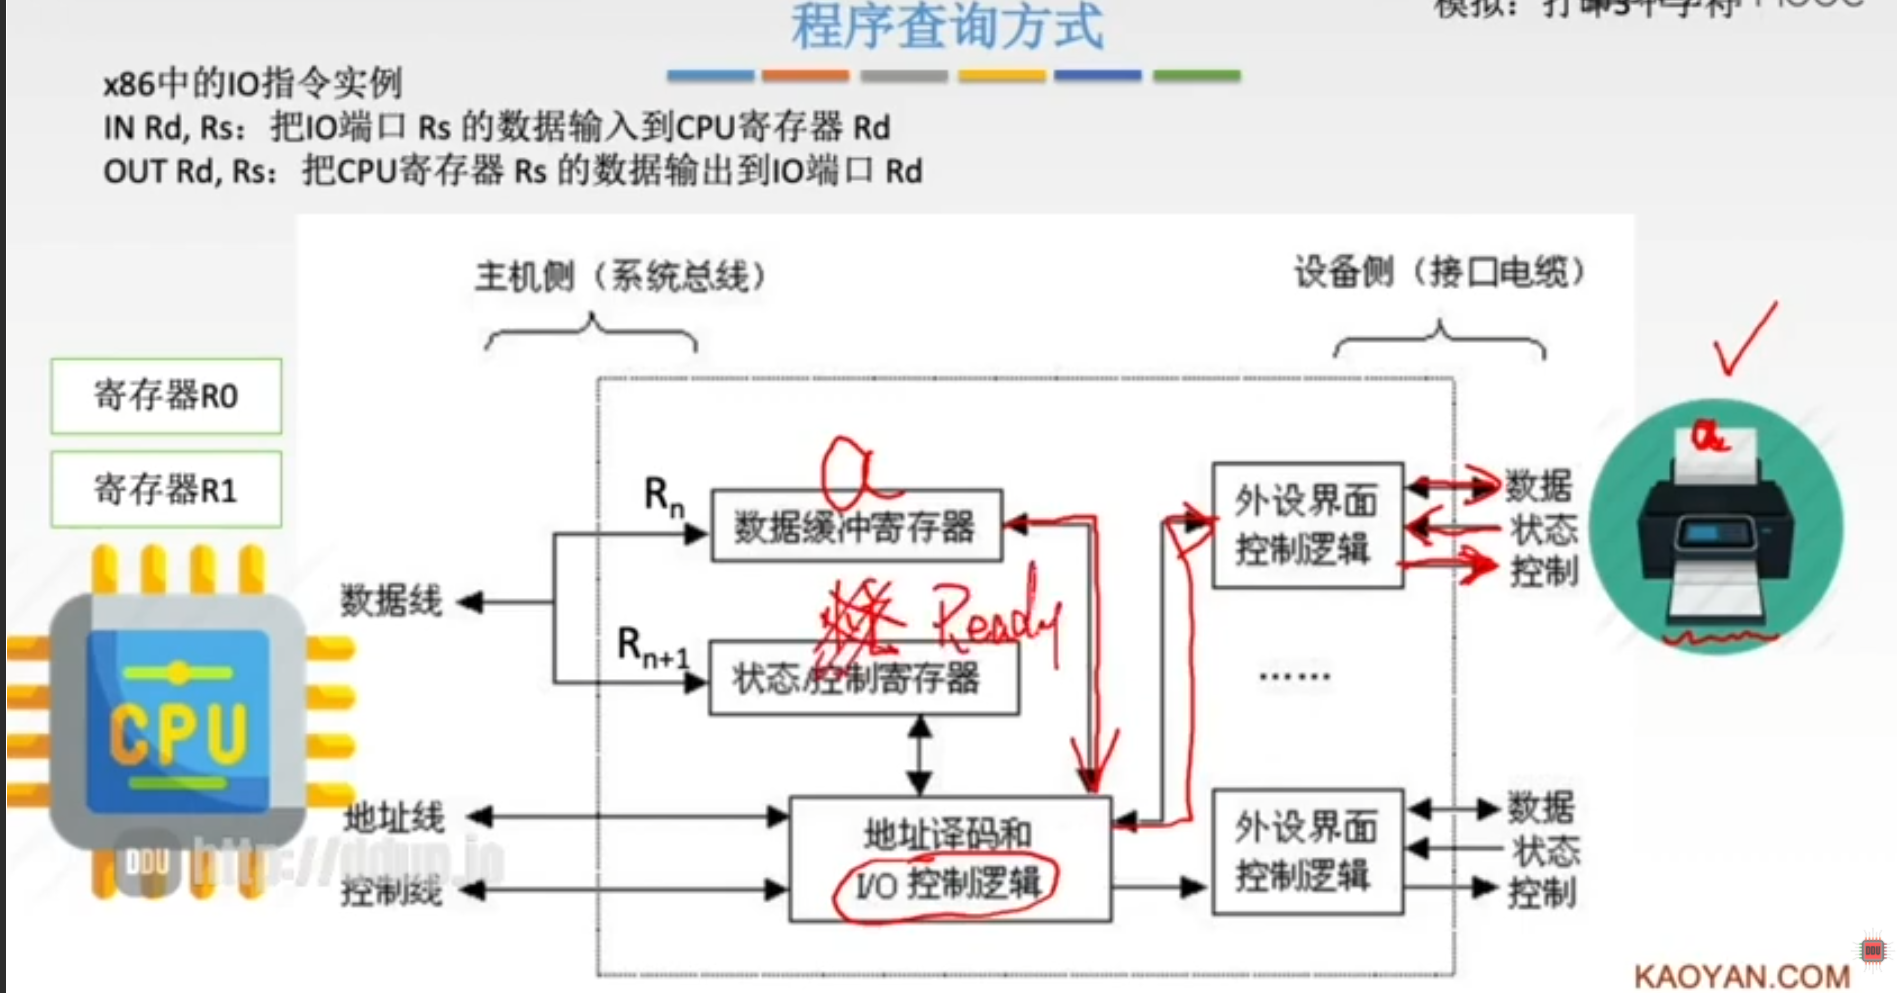 程序查询方式
x86中的IO指令实例
IN Rd, Rs：把IO端口 Rs 的数据输入到CPU寄存器 Rd
OUT Rd, Rs：把CPU寄存器 Rs 的数据输出到IO端口 Rd
主机侧（系统总线）
设备侧（接口电缆）
寄存器R0
寄存器R1
a
a
Rn
数据缓冲寄存器
外设界面
控制逻辑
数据
状态
控制
数据线
Ready
Rn+1
状态/控制寄存器
……
CPU
地址线
控制线
地址译码和
I/O 控制逻辑
外设界面
控制逻辑
数据
状态
控制
DDU http://ddup.io
KAOYAN.COM
DDU